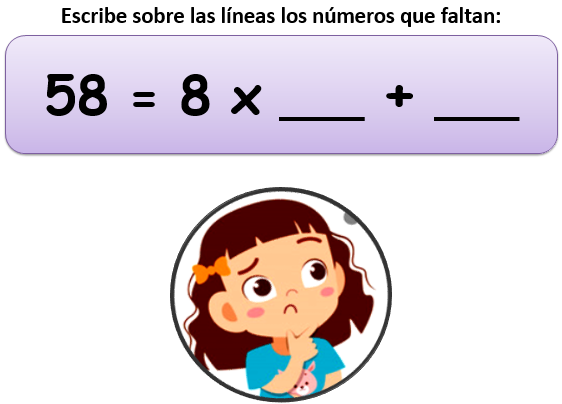 Escribe sobre las líneas los números que faltan:
58 = 8 x ___ + ___